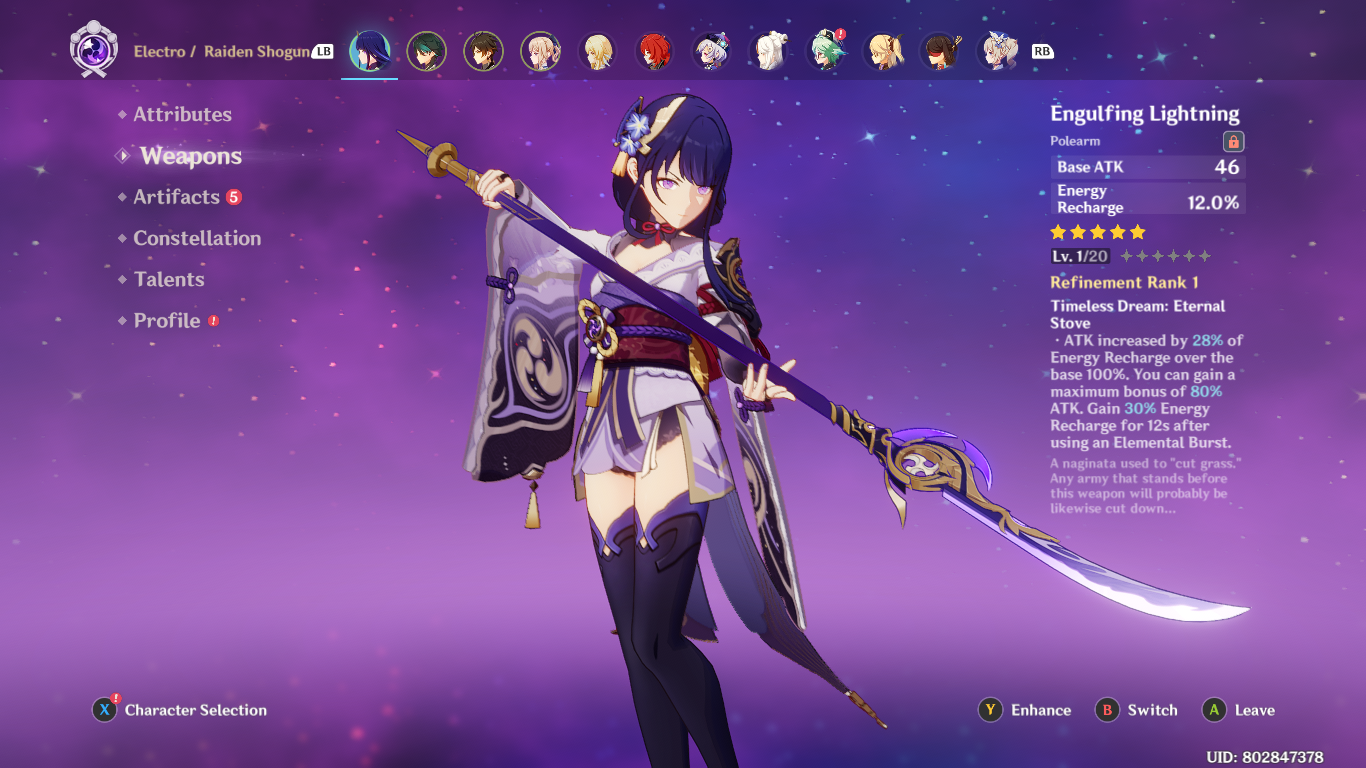 Electro / Raiden Shogun
LB
RB
Attributes
Weapons
Artifacts 5
Constellation
Talents
Profile !
Engulfing Lightning
Polearm
Base ATK 46
Energy
Recharge 12.0%
Lv. 1/20
Refinement Rank 1
Timeless Dream: Eternal
Stove
· ATK increased by 28% of
Energy Recharge over the
base 100%. You can gain a
maximum bonus of 80%
ATK. Gain 30% Energy
Recharge for 12s after
using an Elemental Burst.
A naginata used to "cut grass."
Any army that stands before
this weapon will probably be
likewise cut down...
X Character Selection
Y Enhance
B Switch
A Leave
UID: 802847378